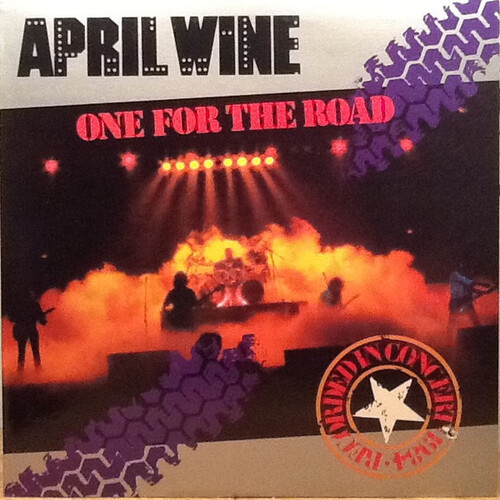 APRIL WINE
ONE FOR THE ROAD
RECORDED IN CONCERT · 1984 ·